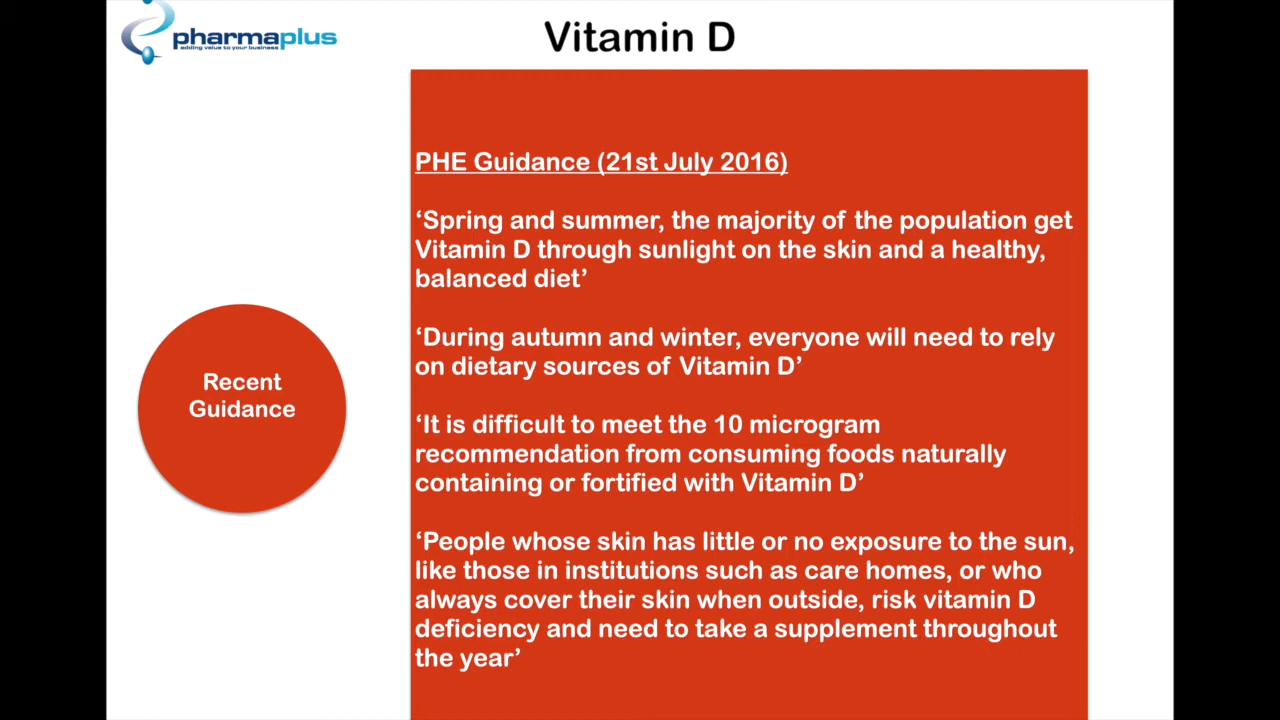 pharmaplus
adding value to your business
Vitamin D
Recent
Guidance
PHE Guidance (21st July 2016)
‘Spring and summer, the majority of the population get
Vitamin D through sunlight on the skin and a healthy,
balanced diet’
‘During autumn and winter, everyone will need to rely
on dietary sources of Vitamin D’
‘It is difficult to meet the 10 microgram
recommendation from consuming foods naturally
containing or fortified with Vitamin D’
‘People whose skin has little or no exposure to the sun,
like those in institutions such as care homes, or who
always cover their skin when outside, risk vitamin D
deficiency and need to take a supplement throughout
the year’